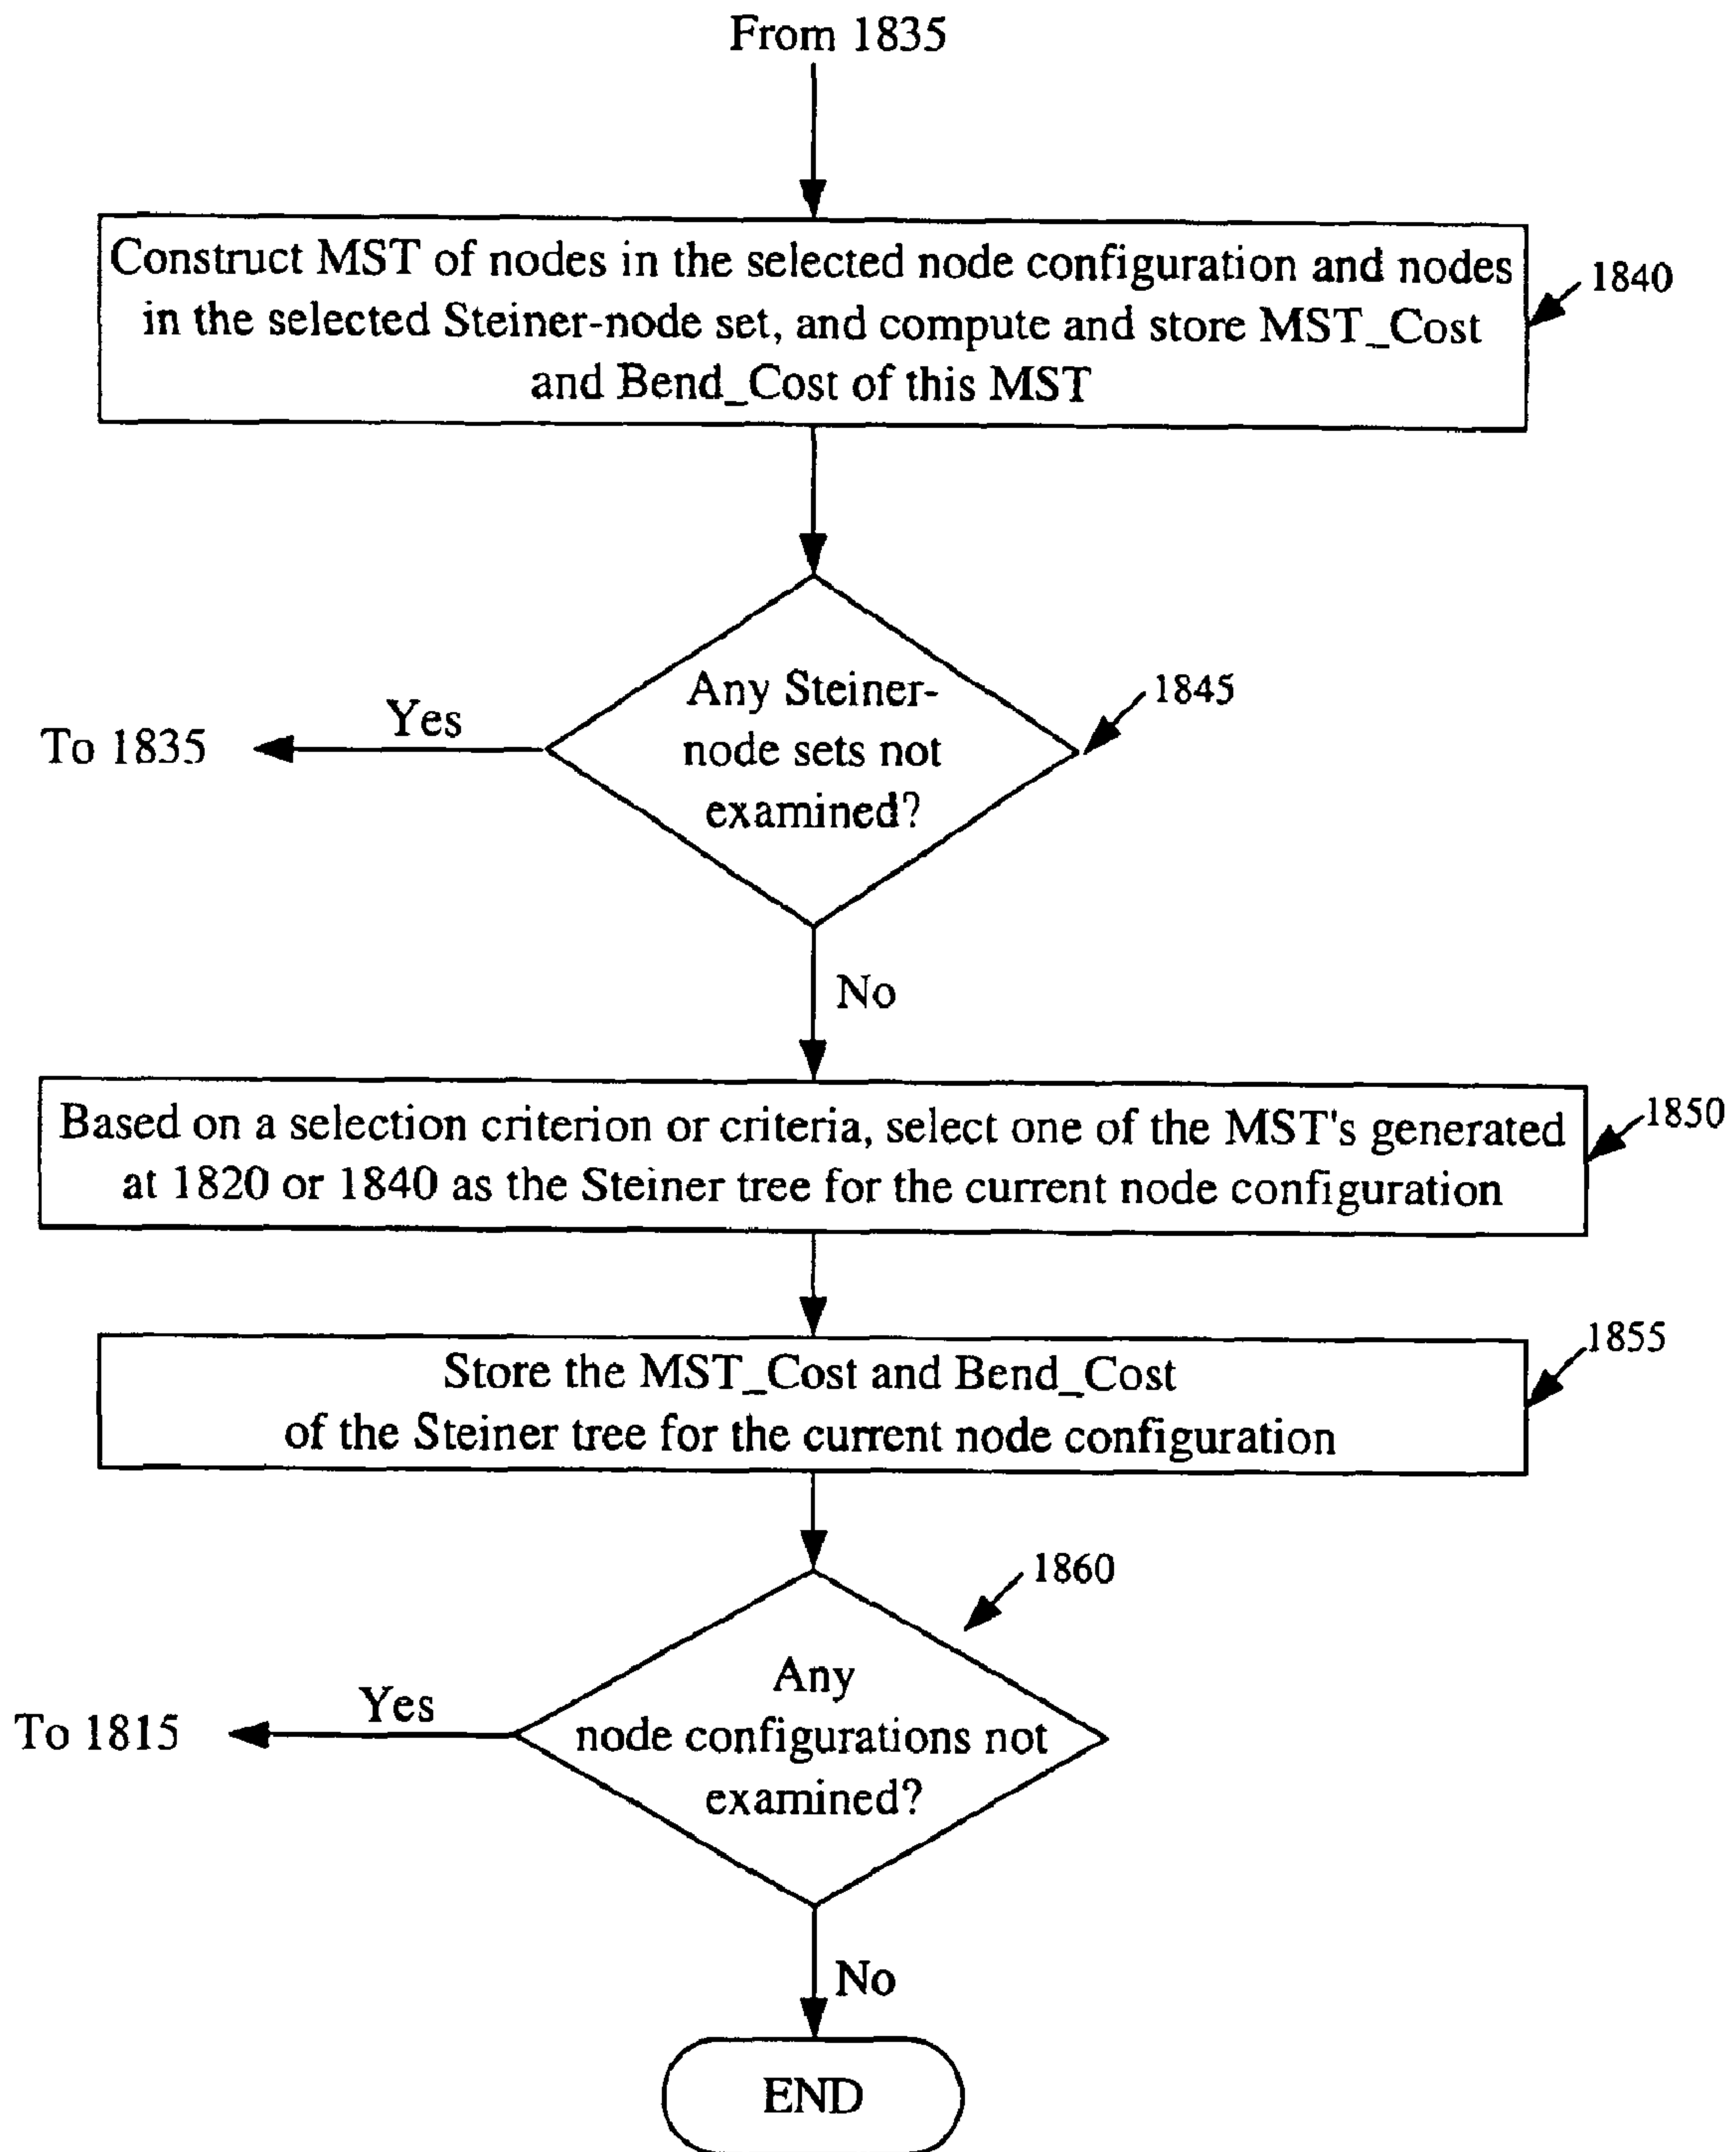 From 1835
Construct MST of nodes in the selected node configuration and nodes
in the selected Steiner-node set, and compute and store MST_Cost
and Bend_Cost of this MST
1840
Any Steiner-
node sets not
examined?
1845
Yes
To 1835
No
Based on a selection criterion or criteria, select one of the MST's generated
at 1820 or 1840 as the Steiner tree for the current node configuration
1850
Store the MST_Cost and Bend_Cost
of the Steiner tree for the current node configuration
1855
1860
Any
node configurations not
examined?
Yes
To 1815
No
END